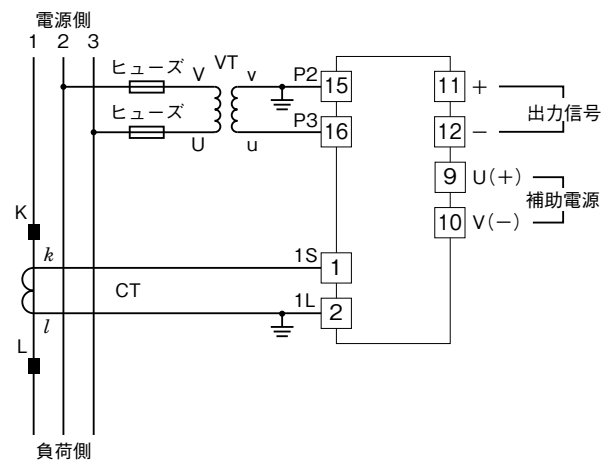 電源側
1 2 3
ヒューズ V VT v P2 15 11 +
出力信号
ヒューズ U u P3 16 12 −
9 U(+)
補助電源
10 V(−)
K
k 1S 1
CT
l 1L 2
L
負荷側